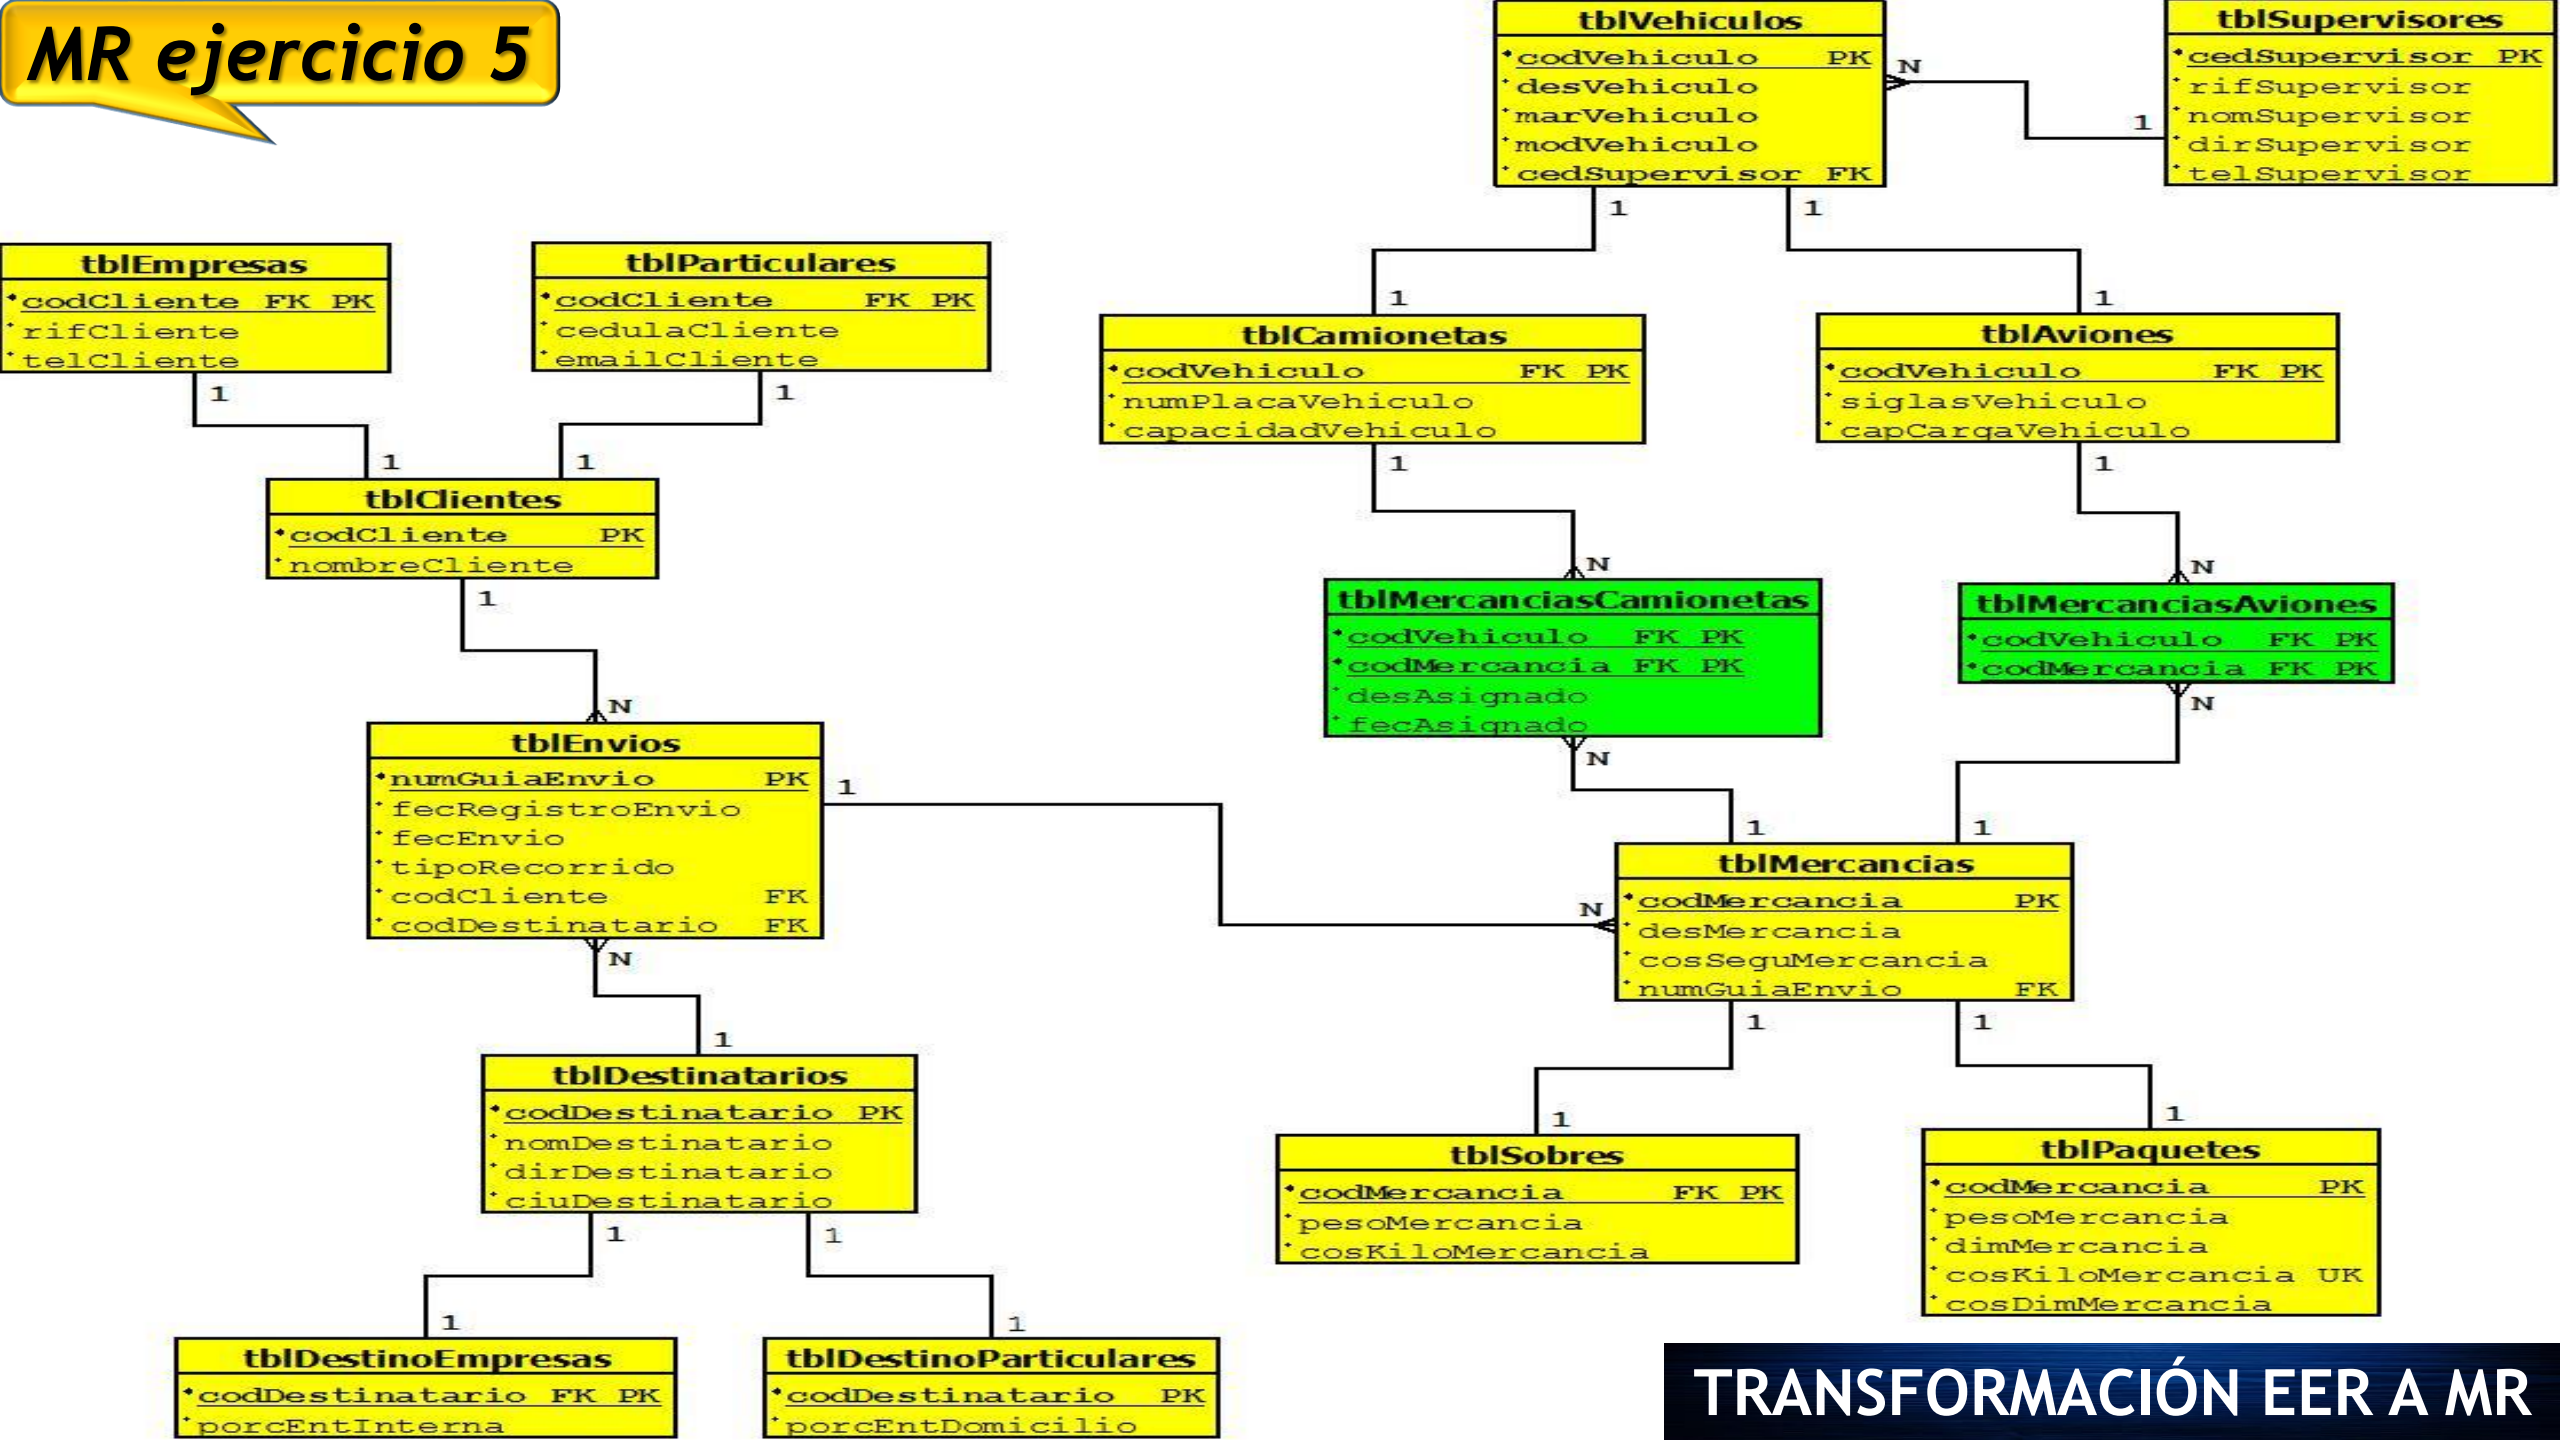 MR ejercicio 5
tblVehiculos
codVehiculo PK
desVehiculo
marVehiculo
modVehiculo
cedSupervisor FK
N
1
tblSupervisores
cedSupervisor PK
rifSupervisor
nomSupervisor
dirSupervisor
telSupervisor
1
1
tblEmpresas
codCliente FK PK
rifCliente
telCliente
1
tblParticulares
codCliente FK PK
cedulaCliente
emailCliente
1
1
tblCamionetas
codVehiculo FK PK
numPlacaVehiculo
capacidadVehiculo
1
1
tblAviones
codVehiculo FK PK
siglasVehiculo
capCargaVehiculo
1
1
1
tblClientes
codCliente PK
nombreCliente
1
N
tblMercanciasCamionetas
codVehiculo FK PK
codMercancia FK PK
desAsignado
fecAsignado
N
N
tblMercanciasAviones
codVehiculo FK PK
codMercancia FK PK
N
N
tblEnvios
numGuiaEnvio PK
fecRegistroEnvio
fecEnvio
tipoRecorrido
codCliente FK
codDestinatario FK
1
N
N
1
1
tblMercancias
codMercancia PK
desMercancia
cosSeguMercancia
numGuiaEnvio FK
1
1
1
tblDestinatarios
codDestinatario PK
nomDestinatario
dirDestinatario
ciuDestinatario
1
1
1
tblSobres
codMercancia FK PK
pesoMercancia
cosKiloMercancia
1
tblPaquetes
codMercancia PK
pesoMercancia
dimMercancia
cosKiloMercancia UK
cosDimMercancia
1
tblDestinoEmpresas
codDestinatario FK PK
porcEntInterna
1
tblDestinoParticulares
codDestinatario PK
porcEntDomicilio
TRANSFORMACIÓN EER A MR